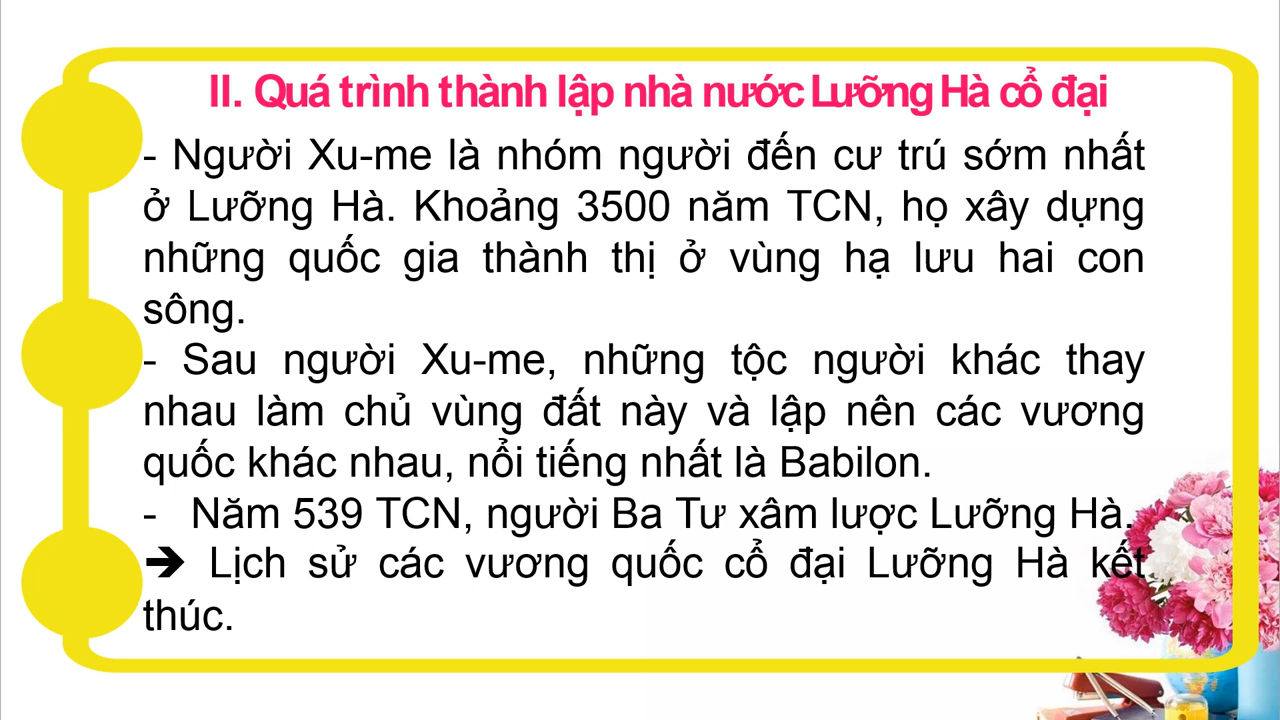 II. Quá trình thành lập nhà nước Lưỡng Hà cổ đại
- Người Xu-me là nhóm người đến cư trú sớm nhất
ở Lưỡng Hà. Khoảng 3500 năm TCN, họ xây dựng
những quốc gia thành thị ở vùng hạ lưu hai con
sông.
- Sau người Xu-me, những tộc người khác thay
nhau làm chủ vùng đất này và lập nên các vương
quốc khác nhau, nổi tiếng nhất là Babilon.
- Năm 539 TCN, người Ba Tư xâm lược Lưỡng Hà.
➔ Lịch sử các vương quốc cổ đại Lưỡng Hà kết
thúc.